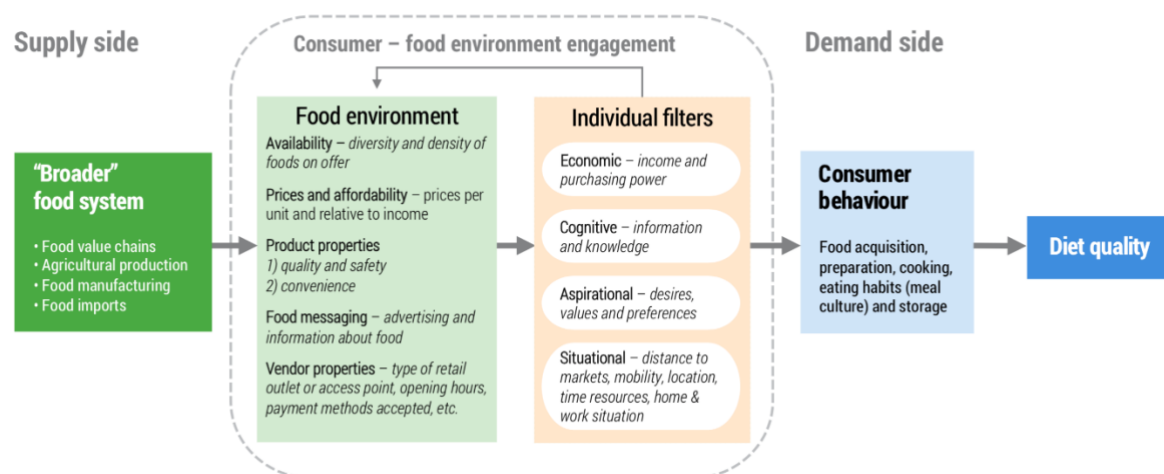 Supply side
Consumer – food environment engagement
Demand side
"Broader"
food system
• Food value chains
• Agricultural production
• Food manufacturing
• Food imports
Food environment
Availability – diversity and density of
foods on offer
Prices and affordability – prices per
unit and relative to income
Product properties
1) quality and safety
2) convenience
Food messaging – advertising and
information about food
Vendor properties – type of retail
outlet or access point, opening hours,
payment methods accepted, etc.
Individual filters
Economic – income and
purchasing power
Cognitive – information
and knowledge
Aspirational – desires,
values and preferences
Situational – distance to
markets, mobility, location,
time resources, home &
work situation
Consumer
behaviour
Food acquisition,
preparation, cooking,
eating habits (meal
culture) and storage
Diet quality